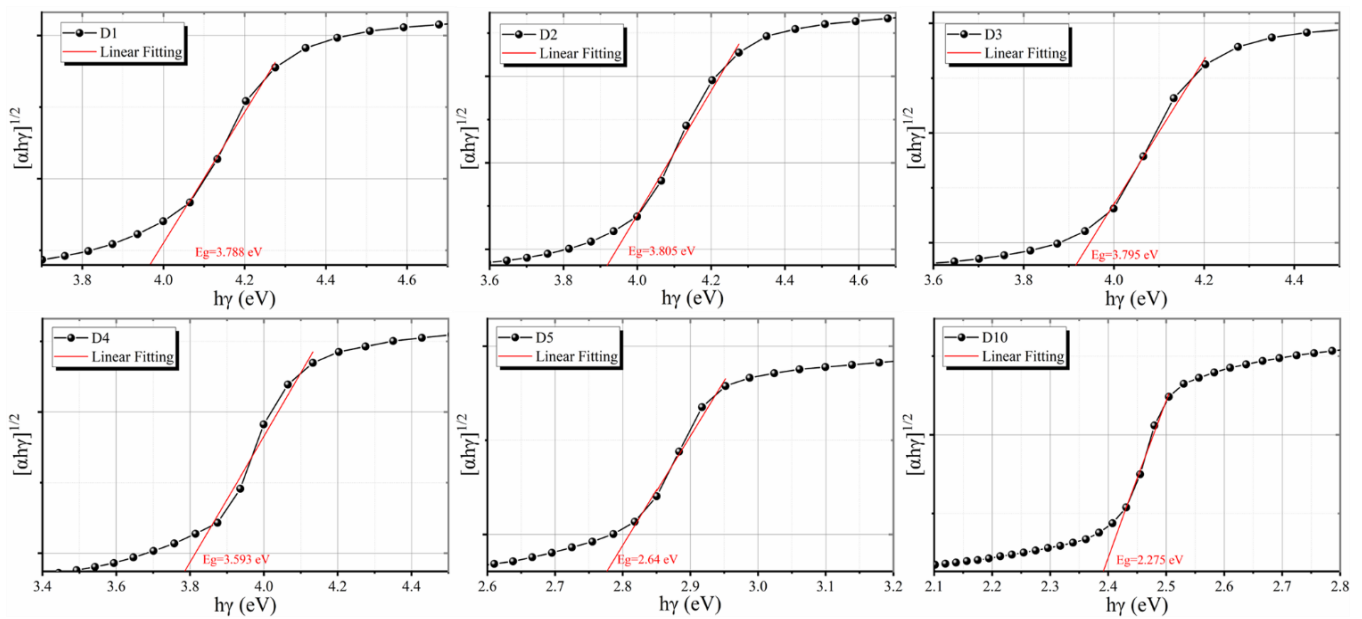 D1
Linear Fitting
[αhγ]1/2
Eg=3.788 eV
3.8 4.0 4.2 4.4 4.6
hγ (eV)
D2
Linear Fitting
[αhγ]1/2
Eg=3.805 eV
3.6 3.8 4.0 4.2 4.4 4.6
hγ (eV)
D3
Linear Fitting
[αhγ]1/2
Eg=3.795 eV
3.6 3.8 4.0 4.2 4.4
hγ (eV)
D4
Linear Fitting
[αhγ]1/2
Eg=3.593 eV
3.4 3.6 3.8 4.0 4.2 4.4
hγ (eV)
D5
Linear Fitting
[αhγ]1/2
Eg=2.64 eV
2.6 2.7 2.8 2.9 3.0 3.1 3.2
hγ (eV)
D10
Linear Fitting
[αhγ]1/2
Eg=2.275 eV
2.1 2.2 2.3 2.4 2.5 2.6 2.7 2.8
hγ (eV)